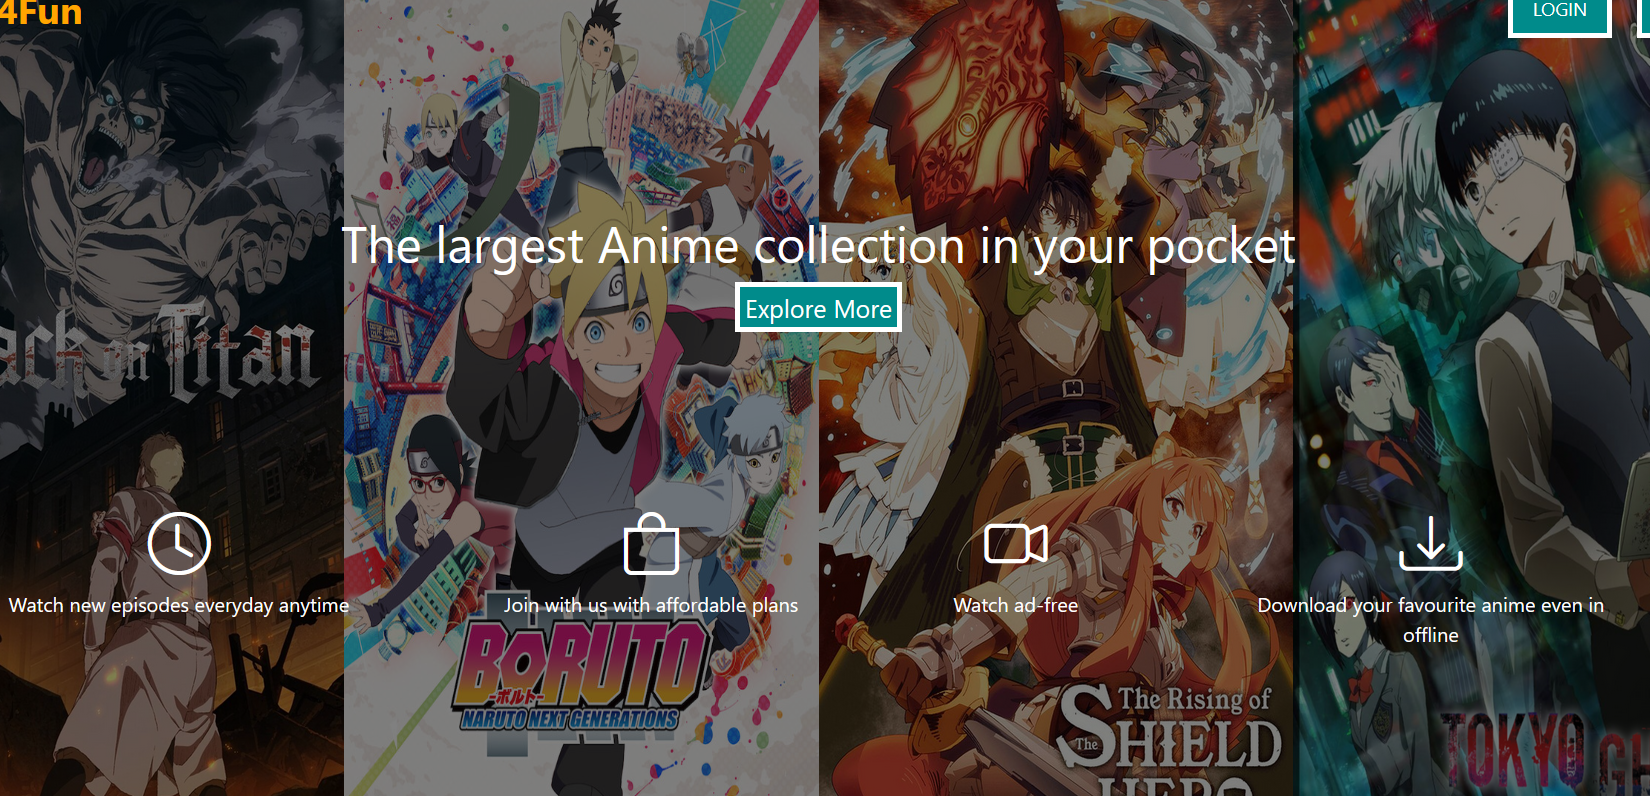 4Fun
LOGIN
The largest Anime collection in your pocket
Explore More
ack on Titan
Watch new episodes everyday anytime
Join with us with affordable plans
Watch ad-free
Download your favourite anime even in
offline
BORUTO
-ボルト-
NARUTO NEXT GENERATIONS
The Rising of
The SHIELD
HERO
TOKYO GH